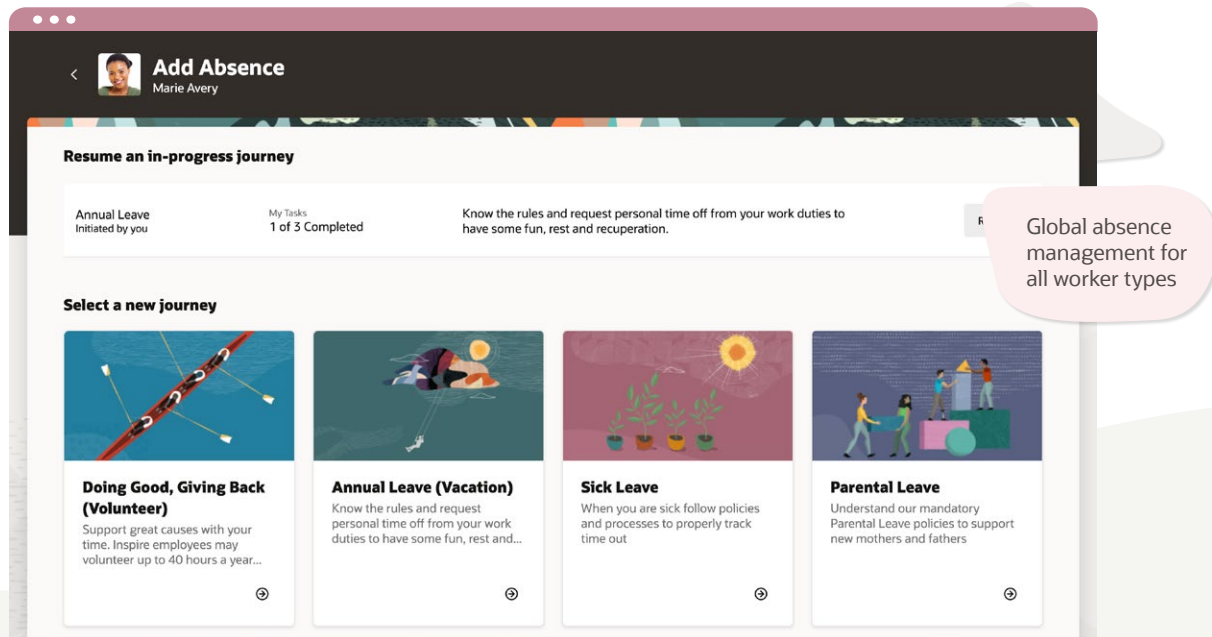 Add Absence
Marie Avery
Resume an in-progress journey
Annual Leave
Initiated by you
My Tasks
1 of 3 Completed
Know the rules and request personal time off from your work duties to
have some fun, rest and recuperation.
Global absence
management for
all worker types
Select a new journey
Doing Good, Giving Back
(Volunteer)
Support great causes with your
time. Inspire employees may
volunteer up to 40 hours a year...
Annual Leave (Vacation)
Know the rules and request
personal time off from your work
duties to have some fun, rest and...
Sick Leave
When you are sick follow policies
and processes to properly track
time out
Parental Leave
Understand our mandatory
Parental Leave policies to support
new mothers and fathers